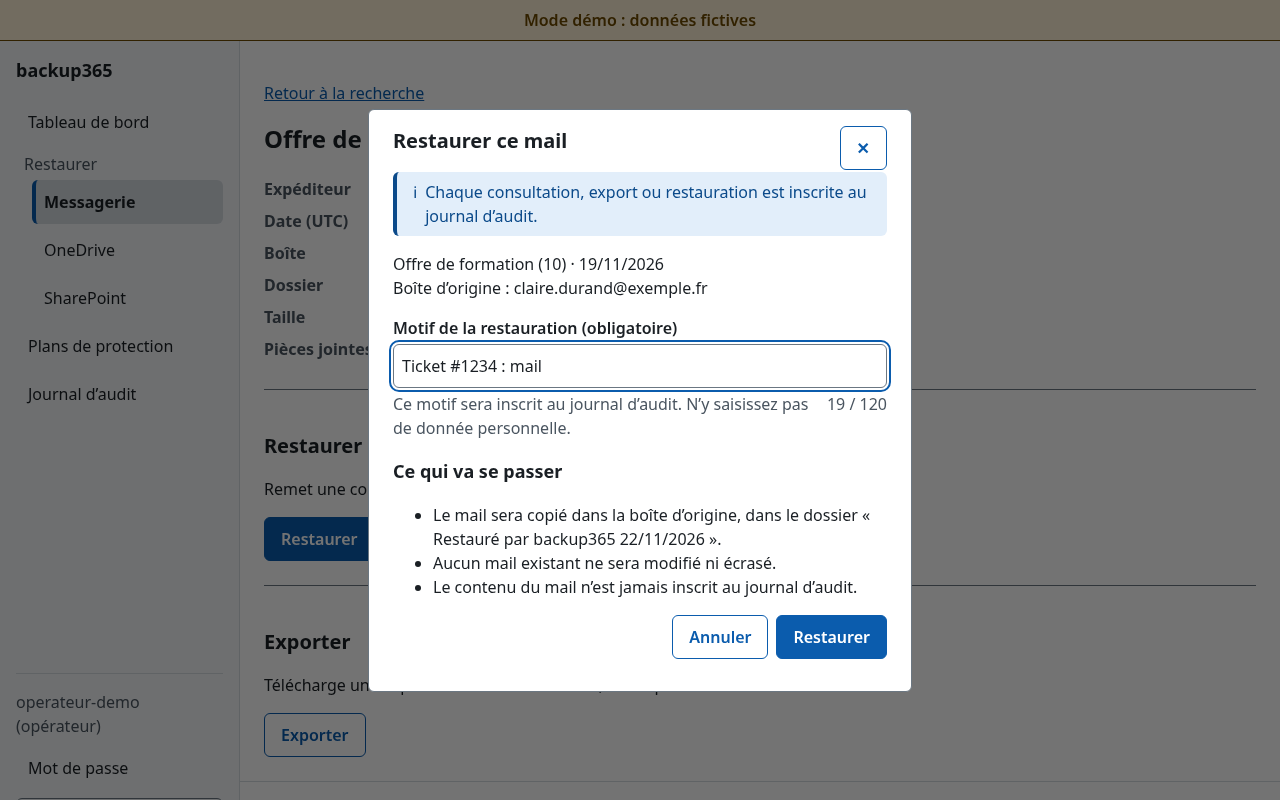 Mode démo : données fictives
backup365
Tableau de bord
Restaurer
Messagerie
OneDrive
SharePoint
Plans de protection
Journal d’audit
operateur-demo
(opérateur)
Mot de passe
Retour à la recherche
Offre de
Expéditeur
Date (UTC)
Boîte
Dossier
Taille
Pièces jointes
Restaurer
Remet une co
Restaurer
Exporter
Télécharge un
Exporter
Restaurer ce mail
×
i Chaque consultation, export ou restauration est inscrite au
journal d’audit.
Offre de formation (10) · 19/11/2026
Boîte d’origine : claire.durand@exemple.fr
Motif de la restauration (obligatoire)
Ticket #1234 : mail
Ce motif sera inscrit au journal d’audit. N’y saisissez pas 19 / 120
de donnée personnelle.
Ce qui va se passer
• Le mail sera copié dans la boîte d’origine, dans le dossier «
Restauré par backup365 22/11/2026 ».
• Aucun mail existant ne sera modifié ni écrasé.
• Le contenu du mail n’est jamais inscrit au journal d’audit.
Annuler Restaurer